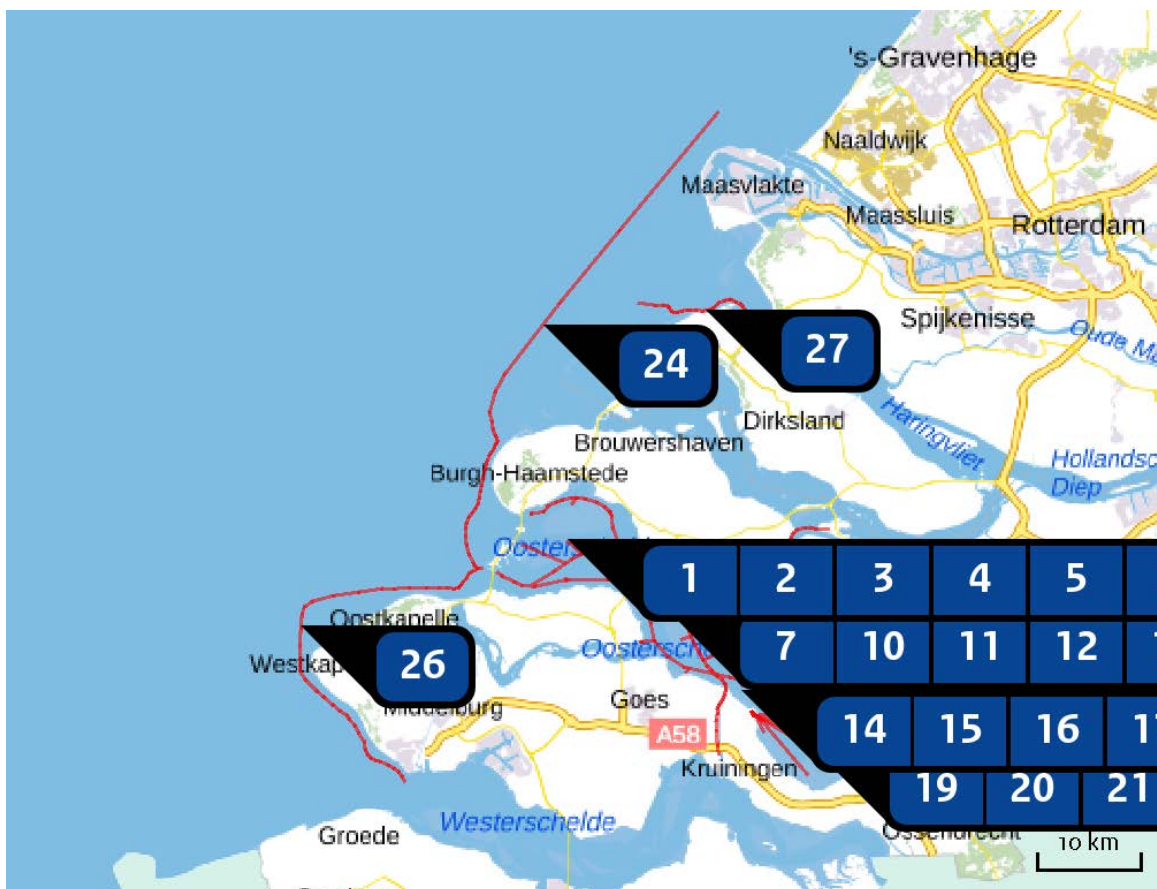 's-Gravenhage
Naaldwijk
Maasvlakte
Maassluis
Rotterdam
Spijkenisse
Oude
24
27
Haringvliet
Dirksland
Brouwershaven
Burgh-Haamstede
Diep
1 2 3 4 5
7 10 11 12
Oostkapelle
26
Middelburg
Goes
14 15 16
A58
Kruiningen
19 20 21
Westerschelde
Groede
Ossendrecht
10 km